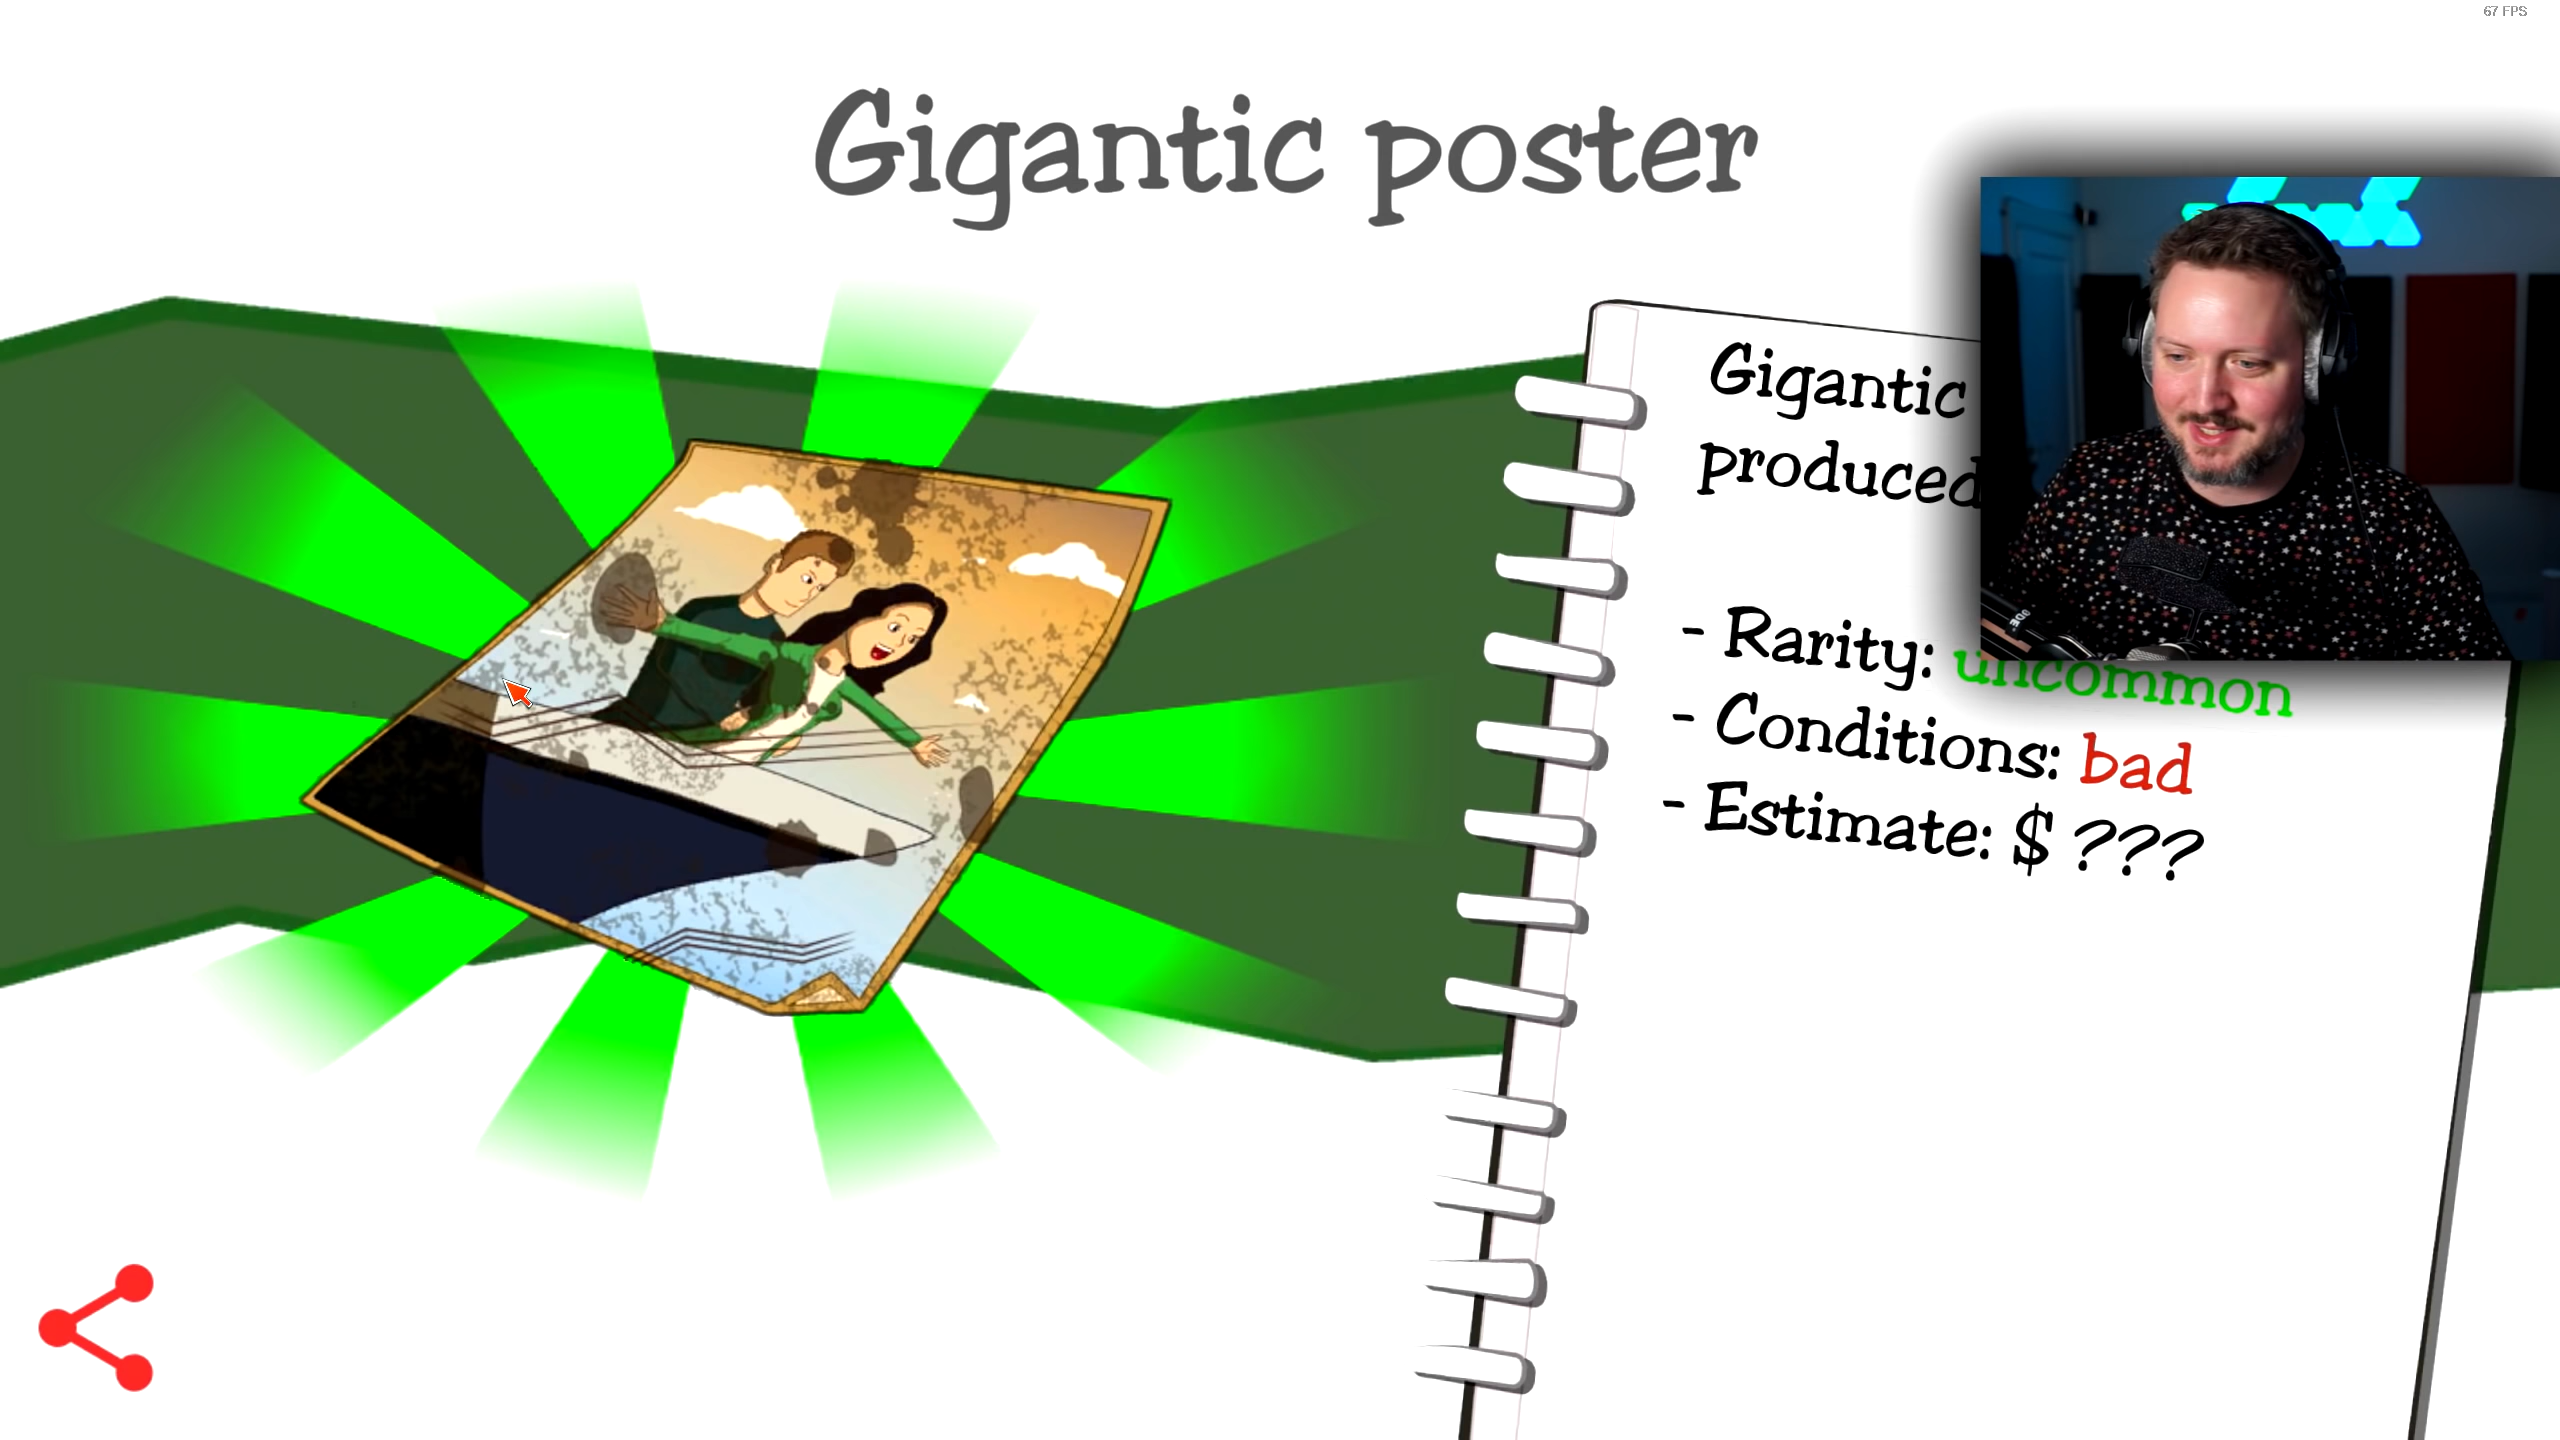 67 FPS
Gigantic poster
Gigantic
produced
- Rarity: uncommon
- Conditions: bad
- Estimate: $ ???